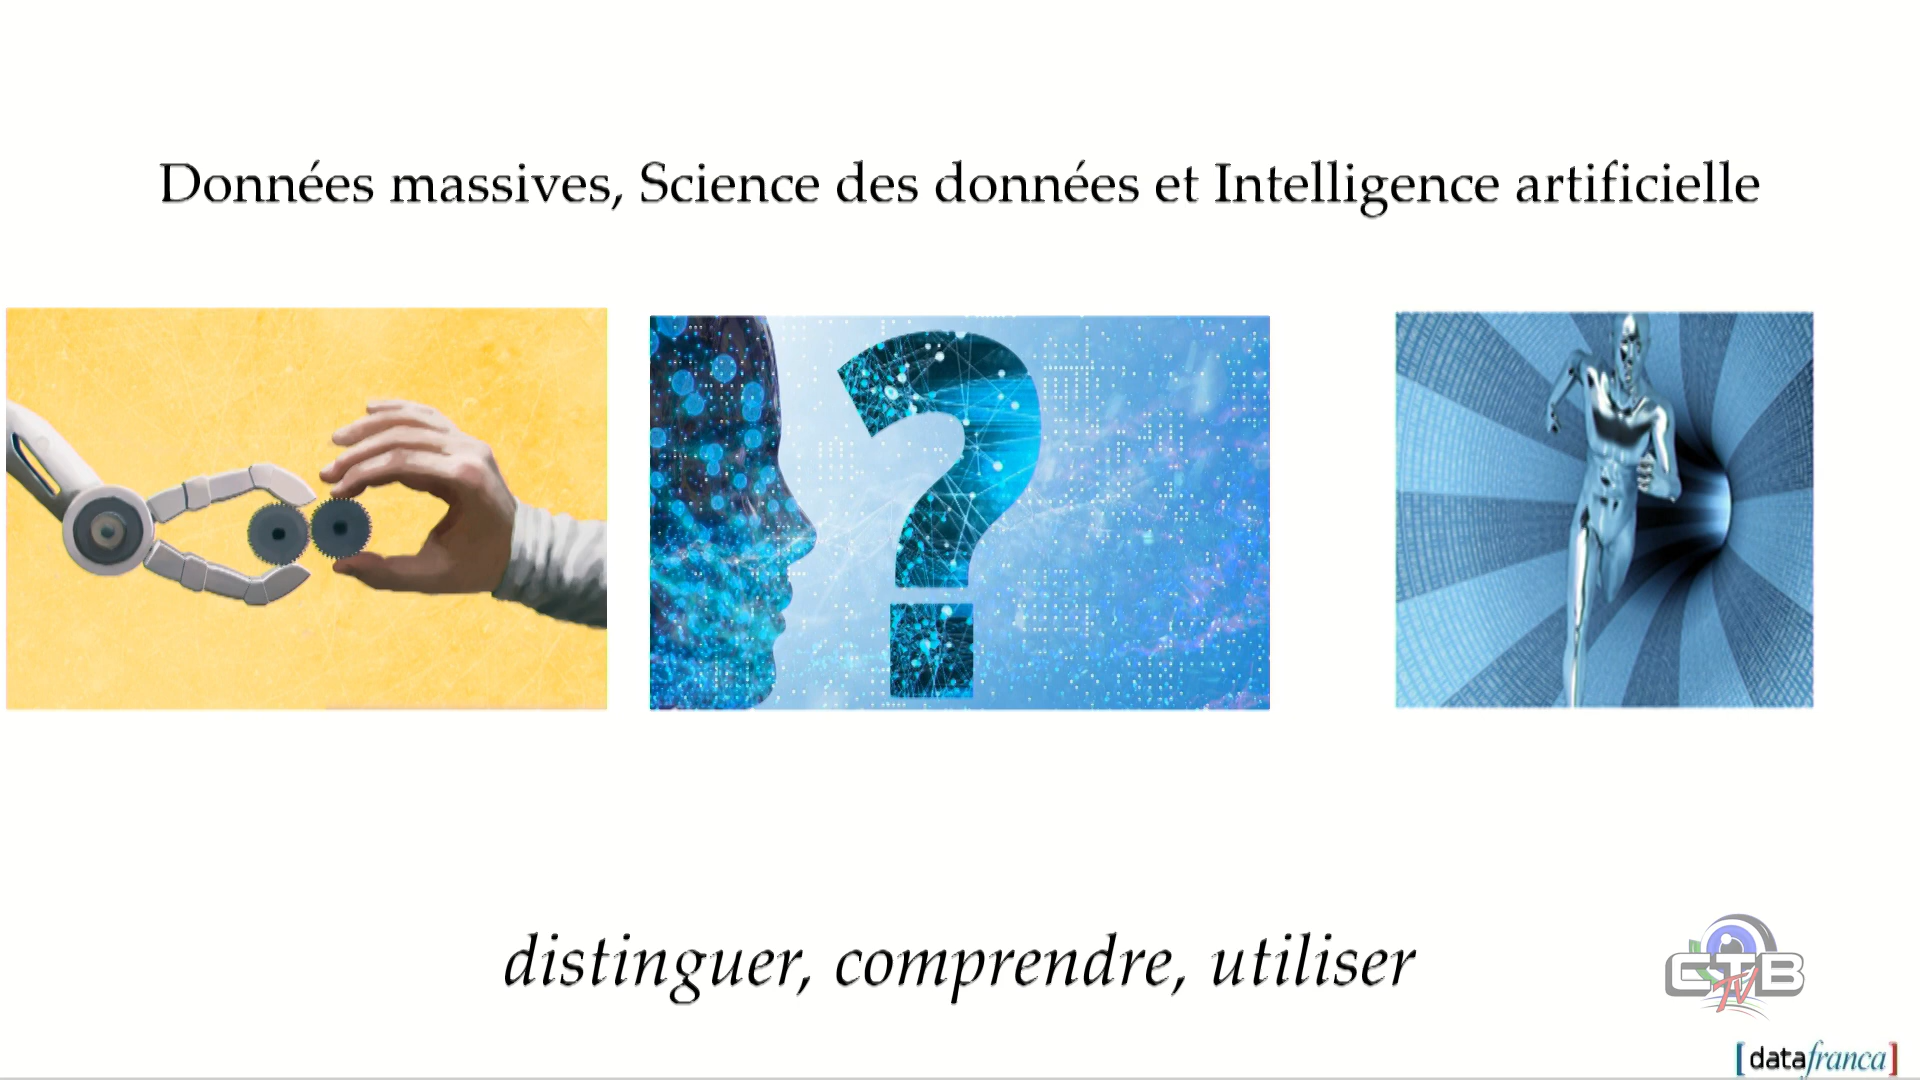 Données massives, Science des données et Intelligence artificielle
distinguer, comprendre, utiliser
CTB
TV
[datafranca]